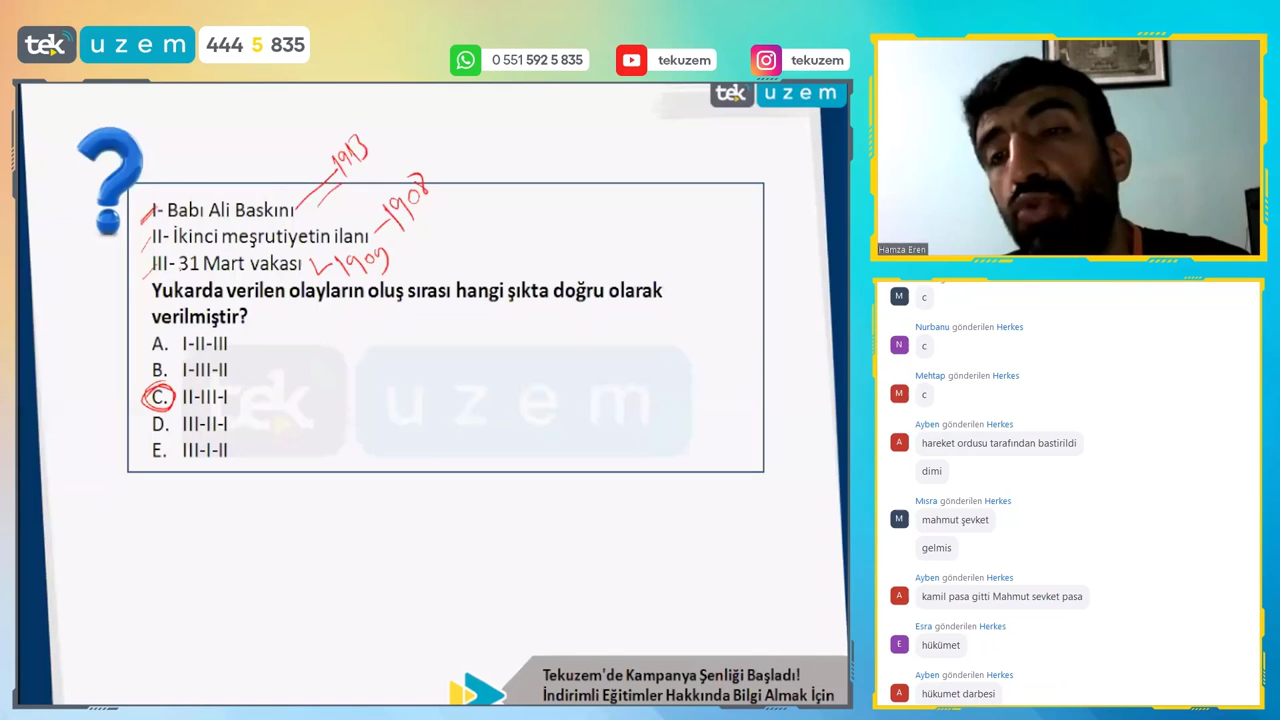 tek uzem 444 5 835
0 551 592 5 835
tekuzem
tekuzem
tek uzem
1913
I- Babı Ali Baskını
1908
II- İkinci meşrutiyetin ilanı
III- 31 Mart vakası
1909
Yukarda verilen olayların oluş sırası hangi şıkta doğru olarak
verilmiştir?
A. I-II-III
B. I-III-II
C. II-III-I
D. III-II-I
E. III-I-II
tek uzem
Tekuzem'de Kampanya Şenliği Başladı!
İndirimli Eğitimler Hakkında Bilgi Almak İçin
Hamza Eren
M
c
Nurbanu gönderilen Herkes
N
c
Mehtap gönderilen Herkes
M
c
Ayben gönderilen Herkes
A
hareket ordusu tarafından bastirildi
dimi
Mısra gönderilen Herkes
M
mahmut şevket
gelmis
Ayben gönderilen Herkes
A
kamil pasa gitti Mahmut sevket pasa
Esra gönderilen Herkes
E
hükümet
Ayben gönderilen Herkes
A
hükumet darbesi